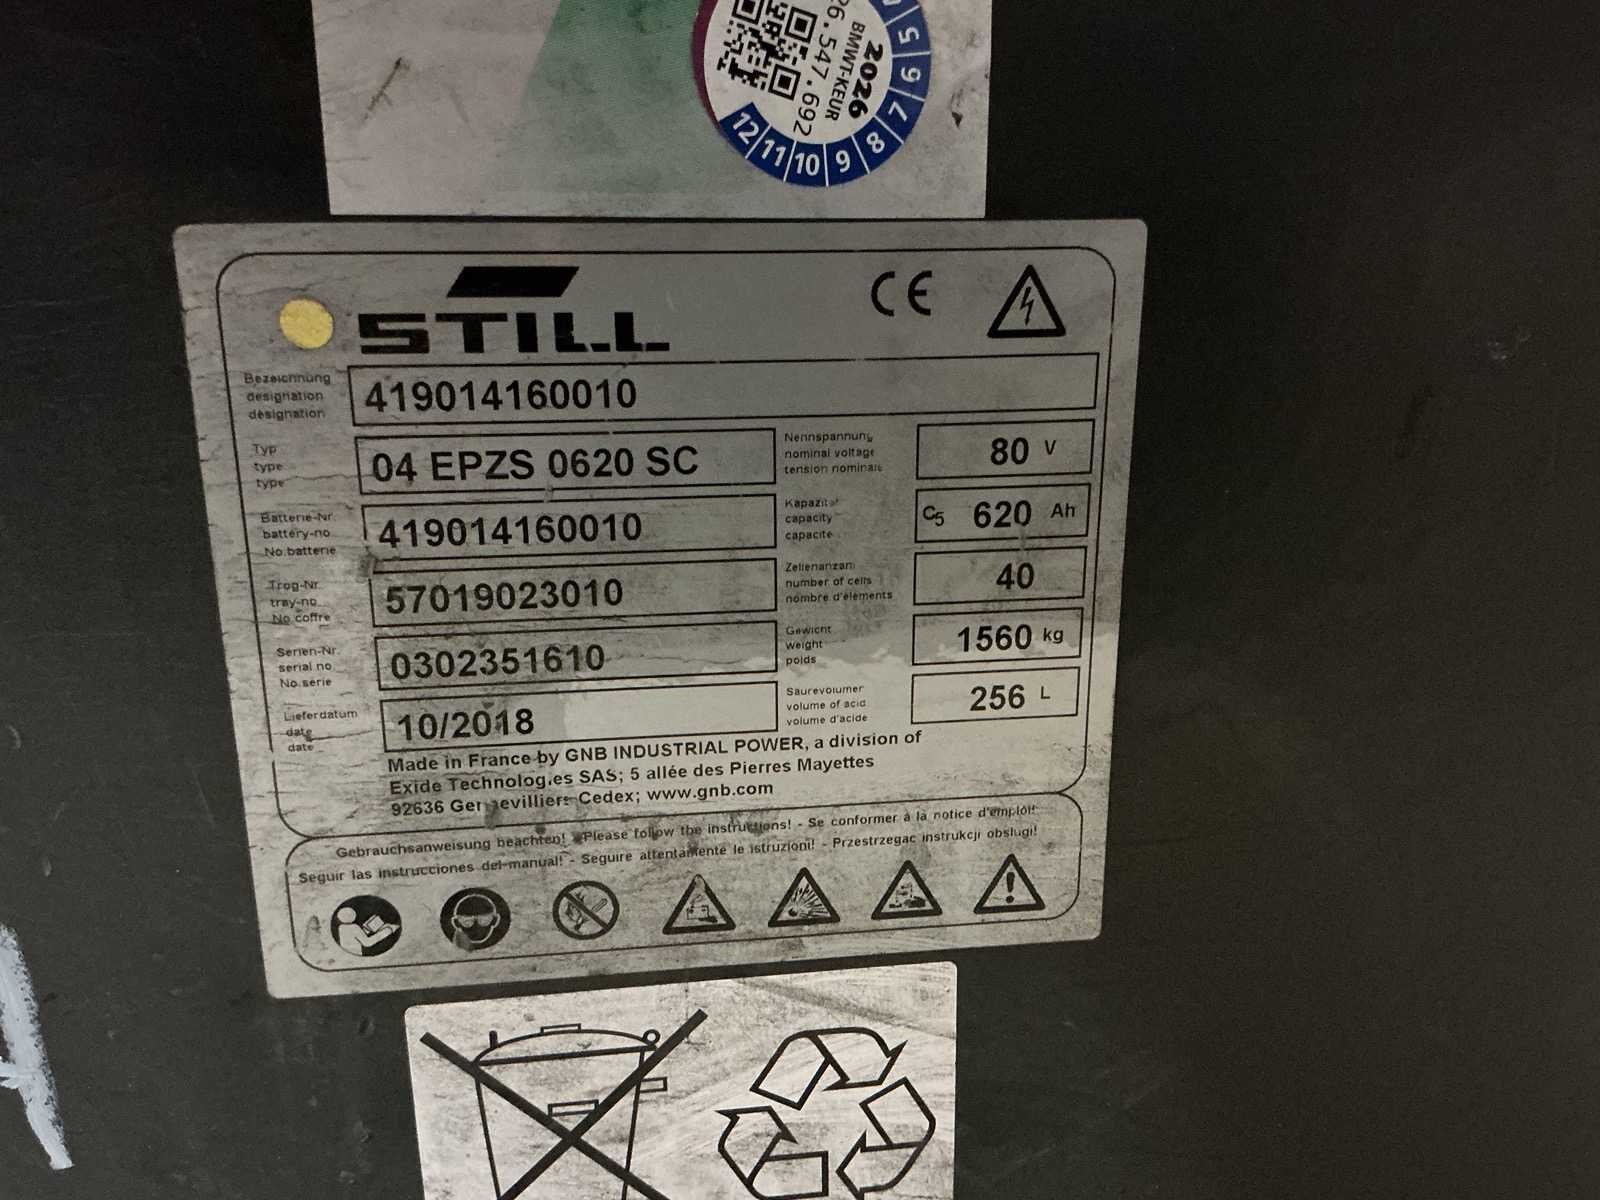 547.692
BMWT-KEUR
2026
5
6
7
8
9
10
11
12
STILL
CE
Bezeichnung
designation
désignation
419014160010
Typ
type
type
04 EPZS 0620 SC
Nennspannung
nominal voltage
tension nominale
80 V
Batterie-Nr.
battery-no.
No.batterie
419014160010
Kapazität
capacity
capacité
C5 620 Ah
Trog-Nr.
tray-no.
No.coffre
57019023010
Zellenanzahl
number of cells
nombre d'éléments
40
Serien-Nr.
serial no.
No.série
0302351610
Gewicht
weight
poids
1560 kg
Lieferdatum
date
date
10/2018
Säurevolumen
volume of acid
volume d'acide
256 L
Made in France by GNB INDUSTRIAL POWER, a division of
Exide Technologies SAS; 5 allée des Pierres Mayettes
92636 Gennevilliers Cedex; www.gnb.com
Gebrauchsanweisung beachten! - Please follow the instructions! - Se conformer à la notice d'emploi!
Seguir las instrucciones del manual! - Seguire attentamente le istruzioni! - Przestrzegac instrukcji obslugi!